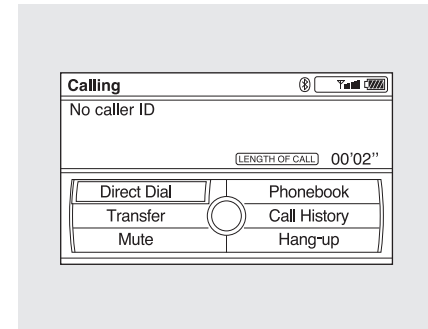 Calling
No caller ID
LENGTH OF CALL 00'02''
Direct Dial Phonebook
Transfer Call History
Mute Hang-up